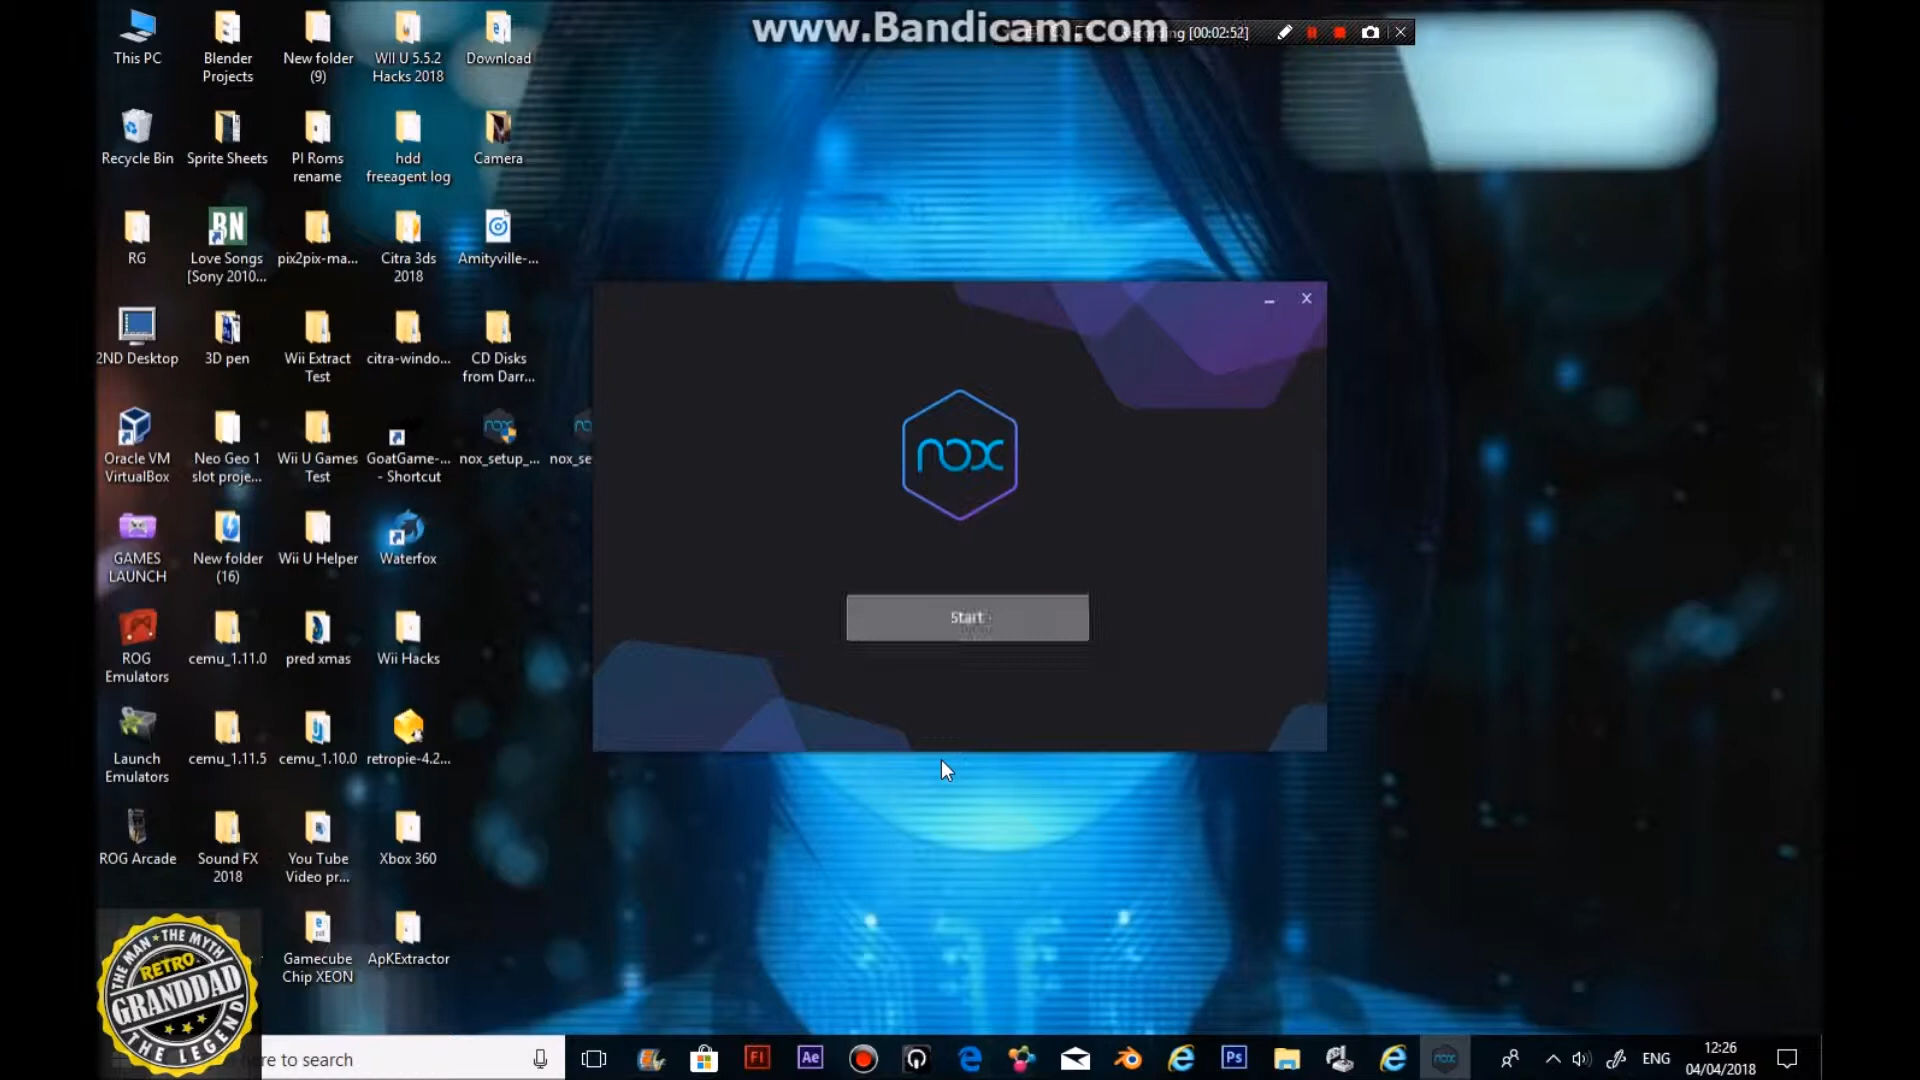 www.Bandicam.com
[00:02:52]
This PC
Blender
Projects
New folder
(9)
WII U 5.5.2
Hacks 2018
Download
Recycle Bin
Sprite Sheets
PI Roms
rename
hdd
freeagent log
Camera
RG
Love Songs
[Sony 2010...
pix2pix-ma...
Citra 3ds
2018
Amityville-...
2ND Desktop
3D pen
Wii Extract
Test
citra-windo...
CD Disks
from Darr...
Oracle VM
VirtualBox
Neo Geo 1
slot proje...
Wii U Games
Test
GoatGame-...
- Shortcut
nox_setup_...
nox_se
GAMES
LAUNCH
New folder
(16)
Wii U Helper
Waterfox
ROG
Emulators
cemu_1.11.0
pred xmas
Wii Hacks
Launch
Emulators
cemu_1.11.5
cemu_1.10.0
retropie-4.2...
ROG Arcade
Sound FX
2018
You Tube
Video pr...
Xbox 360
Gamecube
Chip XEON
ApKExtractor
nox
Start
THE MAN THE MYTH
RETRO
GRANDDAD
THE LEGEND
here to search
ENG
12:26
04/04/2018